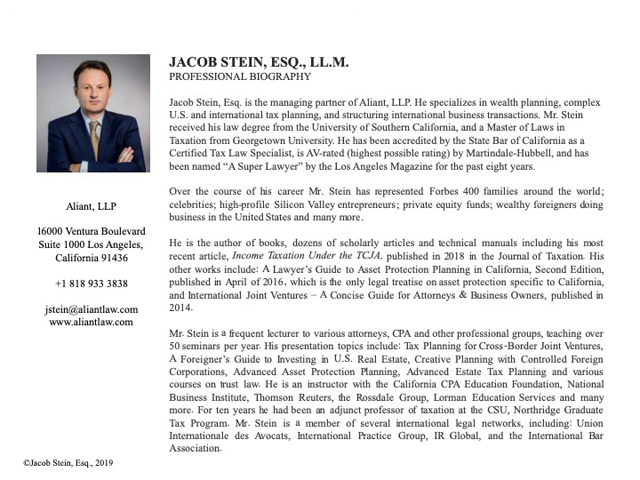 JACOB STEIN, ESQ., LL.M.
PROFESSIONAL BIOGRAPHY
Jacob Stein, Esq. is the managing partner of Aliant, LLP. He specializes in wealth planning, complex
U.S. and international tax planning, and structuring international business transactions. Mr. Stein
received his law degree from the University of Southern California, and a Master of Laws in
Taxation from Georgetown University. He has been accredited by the State Bar of California as a
Certified Tax Law Specialist, is AV-rated (highest possible rating) by Martindale-Hubbell, and has
been named “A Super Lawyer” by the Los Angeles Magazine for the past eight years.
Over the course of his career Mr. Stein has represented Forbes 400 families around the world;
celebrities; high-profile Silicon Valley entrepreneurs; private equity funds; wealthy foreigners doing
business in the United States and many more.
He is the author of books, dozens of scholarly articles and technical manuals including his most
recent article, Income Taxation Under the TCJA, published in 2018 in the Journal of Taxation. His
other works include: A Lawyer’s Guide to Asset Protection Planning in California, Second Edition,
published in April of 2016, which is the only legal treatise on asset protection specific to California,
and International Joint Ventures – A Concise Guide for Attorneys & Business Owners, published in
2014.
Mr. Stein is a frequent lecturer to various attorneys, CPA and other professional groups, teaching over
50 seminars per year. His presentation topics include: Tax Planning for Cross-Border Joint Ventures,
A Foreigner’s Guide to Investing in U.S. Real Estate, Creative Planning with Controlled Foreign
Corporations, Advanced Asset Protection Planning, Advanced Estate Tax Planning and various
courses on trust law. He is an instructor with the California CPA Education Foundation, National
Business Institute, Thomson Reuters, the Rossdale Group, Lorman Education Services and many
more. For ten years he had been an adjunct professor of taxation at the CSU, Northridge Graduate
Tax Program. Mr. Stein is a member of several international legal networks, including: Union
Internationale des Avocats, International Practice Group, IR Global, and the International Bar
Association.
Aliant, LLP
16000 Ventura Boulevard
Suite 1000 Los Angeles,
California 91436
+1 818 933 3838
jstein@aliantlaw.com
www.aliantlaw.com
©Jacob Stein, Esq., 2019